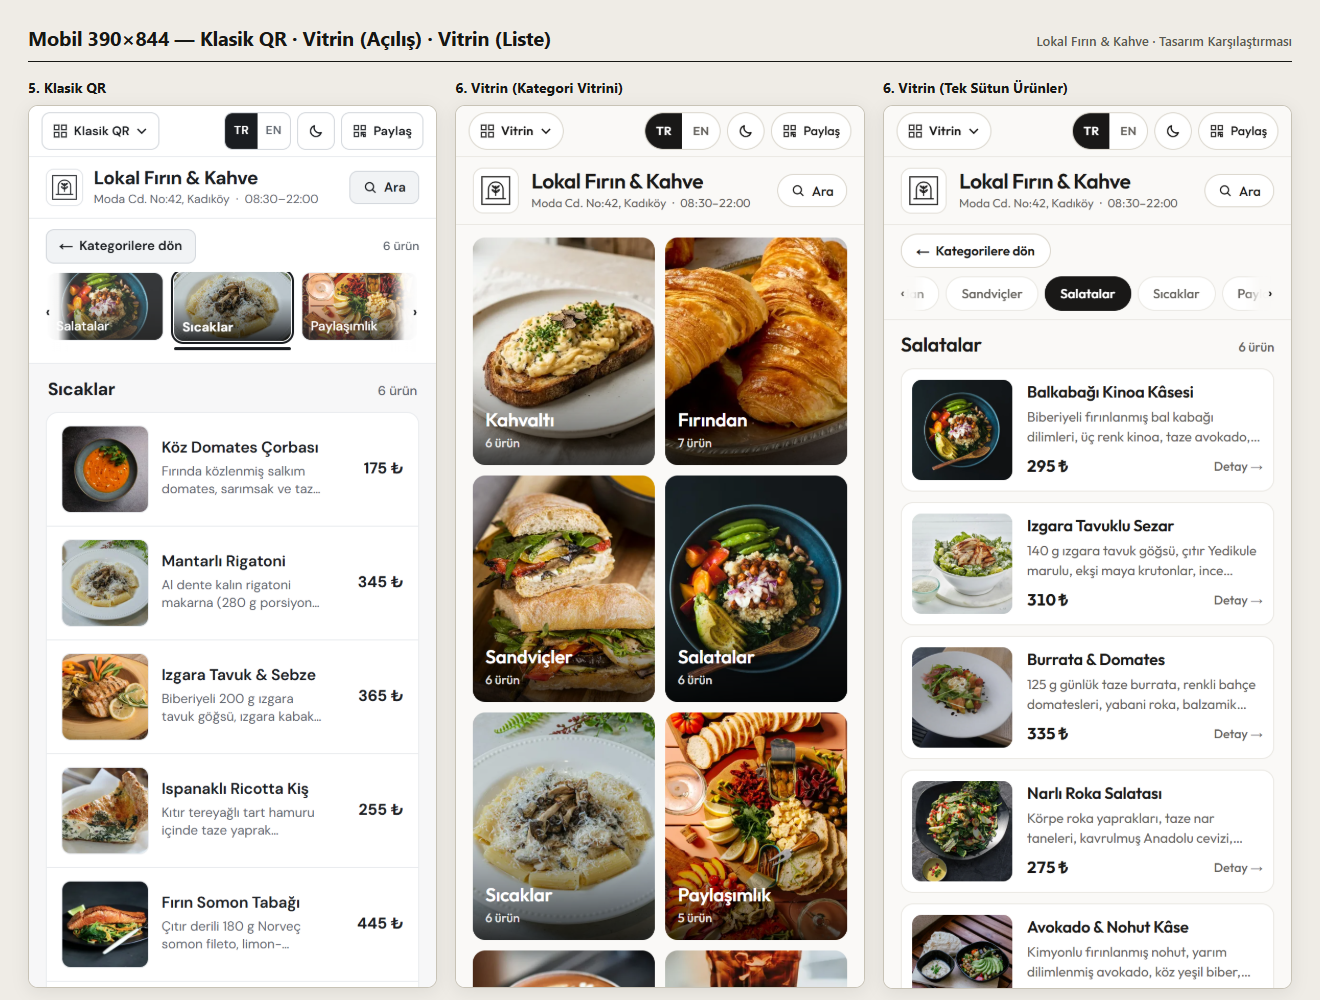 Mobil 390×844 — Klasik QR · Vitrin (Açılış) · Vitrin (Liste)
Lokal Fırın & Kahve · Tasarım Karşılaştırması
5. Klasik QR
Klasik QR
TR EN
Paylaş
Lokal Fırın & Kahve
Moda Cd. No:42, Kadıköy · 08:30–22:00
Ara
← Kategorilere dön
6 ürün
‹ Salatalar
Sıcaklar
Paylaşımlık ›
Sıcaklar
6 ürün
Köz Domates Çorbası
Fırında közlenmiş salkım
domates, sarımsak ve taz…
175 ₺
Mantarlı Rigatoni
Al dente kalın rigatoni
makarna (280 g porsiyon…
345 ₺
Izgara Tavuk & Sebze
Biberiyeli 200 g ızgara
tavuk göğsü, ızgara kabak…
365 ₺
Ispanaklı Ricotta Kiş
Kıtır tereyağlı tart hamuru
içinde taze yaprak…
255 ₺
Fırın Somon Tabağı
Çıtır derili 180 g Norveç
somon fileto, limon-…
445 ₺
6. Vitrin (Kategori Vitrini)
Vitrin
TR EN
Paylaş
Lokal Fırın & Kahve
Moda Cd. No:42, Kadıköy · 08:30–22:00
Ara
Kahvaltı
6 ürün
Fırından
7 ürün
Sandviçler
6 ürün
Salatalar
6 ürün
Sıcaklar
6 ürün
Paylaşımlık
5 ürün
6. Vitrin (Tek Sütun Ürünler)
Vitrin
TR EN
Paylaş
Lokal Fırın & Kahve
Moda Cd. No:42, Kadıköy · 08:30–22:00
Ara
← Kategorilere dön
‹ an Sandviçler Salatalar Sıcaklar Pay ›
Salatalar
6 ürün
Balkabağı Kinoa Kâsesi
Biberiyeli fırınlanmış bal kabağı
dilimleri, üç renk kinoa, taze avokado,…
295 ₺
Detay →
Izgara Tavuklu Sezar
140 g ızgara tavuk göğsü, çıtır Yedikule
marulu, ekşi maya krutonlar, ince…
310 ₺
Detay →
Burrata & Domates
125 g günlük taze burrata, renkli bahçe
domatesleri, yabani roka, balzamik…
335 ₺
Detay →
Narlı Roka Salatası
Körpe roka yaprakları, taze nar
taneleri, kavrulmuş Anadolu cevizi,…
275 ₺
Detay →
Avokado & Nohut Kâse
Kimyonlu fırınlanmış nohut, yarım
dilimlenmiş avokado, köz yeşil biber,…